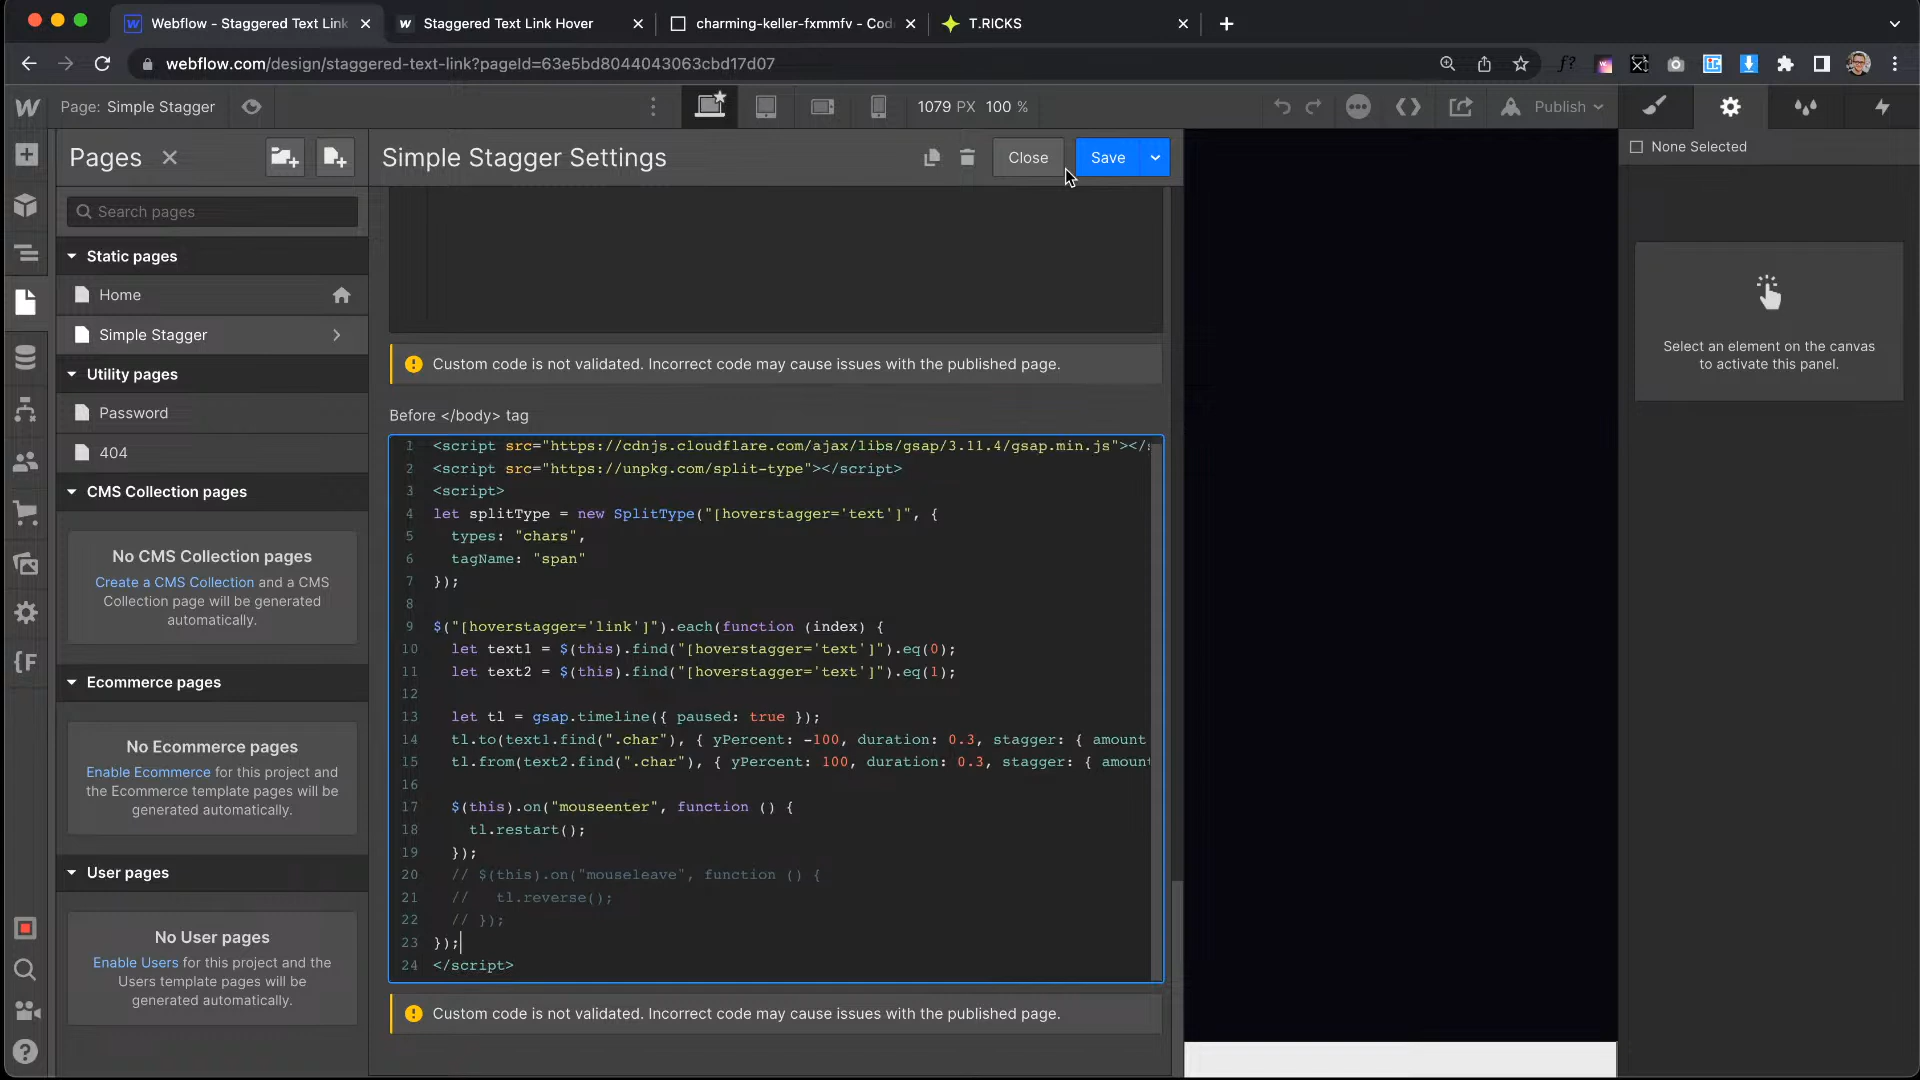 Webflow - Staggered Text Link
Staggered Text Link Hover
charming-keller-fxmmfv - Cod
T.RICKS
webflow.com/design/staggered-text-link?pageId=63e5bd8044043063cbd17d07
Page: Simple Stagger
1079 PX 100 %
Publish
Pages
Simple Stagger Settings
Close
Save
None Selected
Search pages
Static pages
Home
Simple Stagger
Utility pages
Password
404
CMS Collection pages
No CMS Collection pages
Create a CMS Collection and a CMS
Collection page will be generated
automatically.
Ecommerce pages
No Ecommerce pages
Enable Ecommerce for this project and
the Ecommerce template pages will be
generated automatically.
User pages
No User pages
Enable Users for this project and the
Users template pages will be
generated automatically.
Custom code is not validated. Incorrect code may cause issues with the published page.
Before </body> tag
1 <script src="https://cdnjs.cloudflare.com/ajax/libs/gsap/3.11.4/gsap.min.js"></s
2 <script src="https://unpkg.com/split-type"></script>
3 <script>
4 let splitType = new SplitType("[hoverstagger='text']", {
5 types: "chars",
6 tagName: "span"
7 });
8
9 $("[hoverstagger='link']").each(function (index) {
10 let text1 = $(this).find("[hoverstagger='text']").eq(0);
11 let text2 = $(this).find("[hoverstagger='text']").eq(1);
12
13 let tl = gsap.timeline({ paused: true });
14 tl.to(text1.find(".char"), { yPercent: -100, duration: 0.3, stagger: { amount
15 tl.from(text2.find(".char"), { yPercent: 100, duration: 0.3, stagger: { amount
16
17 $(this).on("mouseenter", function () {
18 tl.restart();
19 });
20 // $(this).on("mouseleave", function () {
21 // tl.reverse();
22 // });
23 });
24 </script>
Custom code is not validated. Incorrect code may cause issues with the published page.
Select an element on the canvas
to activate this panel.